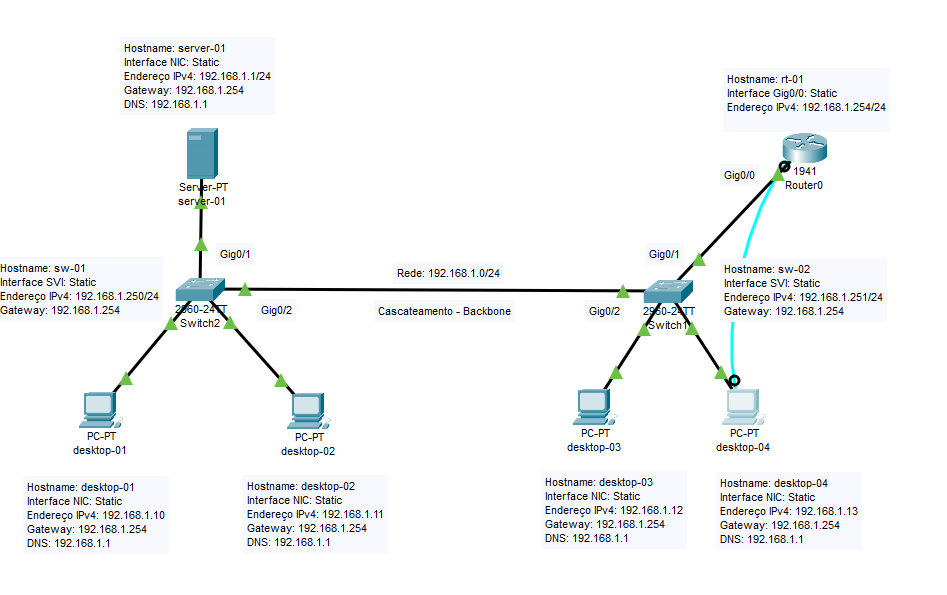 Hostname: server-01
Interface NIC: Static
Endereço IPv4: 192.168.1.1/24
Gateway: 192.168.1.254
DNS: 192.168.1.1
Hostname: rt-01
Interface Gig0/0: Static
Endereço IPv4: 192.168.1.254/24
Server-PT
server-01
Gig0/0
1941
Router0
Gig0/1
Gig0/1
Hostname: sw-01
Interface SVI: Static
Endereço IPv4: 192.168.1.250/24
Gateway: 192.168.1.254
Rede: 192.168.1.0/24
Hostname: sw-02
Interface SVI: Static
Endereço IPv4: 192.168.1.251/24
Gateway: 192.168.1.254
2960-24TT
Switch2
Gig0/2
Cascateamento - Backbone
Gig0/2
2960-24TT
Switch1
PC-PT
desktop-01
PC-PT
desktop-02
PC-PT
desktop-03
PC-PT
desktop-04
Hostname: desktop-01
Interface NIC: Static
Endereço IPv4: 192.168.1.10
Gateway: 192.168.1.254
DNS: 192.168.1.1
Hostname: desktop-02
Interface NIC: Static
Endereço IPv4: 192.168.1.11
Gateway: 192.168.1.254
DNS: 192.168.1.1
Hostname: desktop-03
Interface NIC: Static
Endereço IPv4: 192.168.1.12
Gateway: 192.168.1.254
DNS: 192.168.1.1
Hostname: desktop-04
Interface NIC: Static
Endereço IPv4: 192.168.1.13
Gateway: 192.168.1.254
DNS: 192.168.1.1